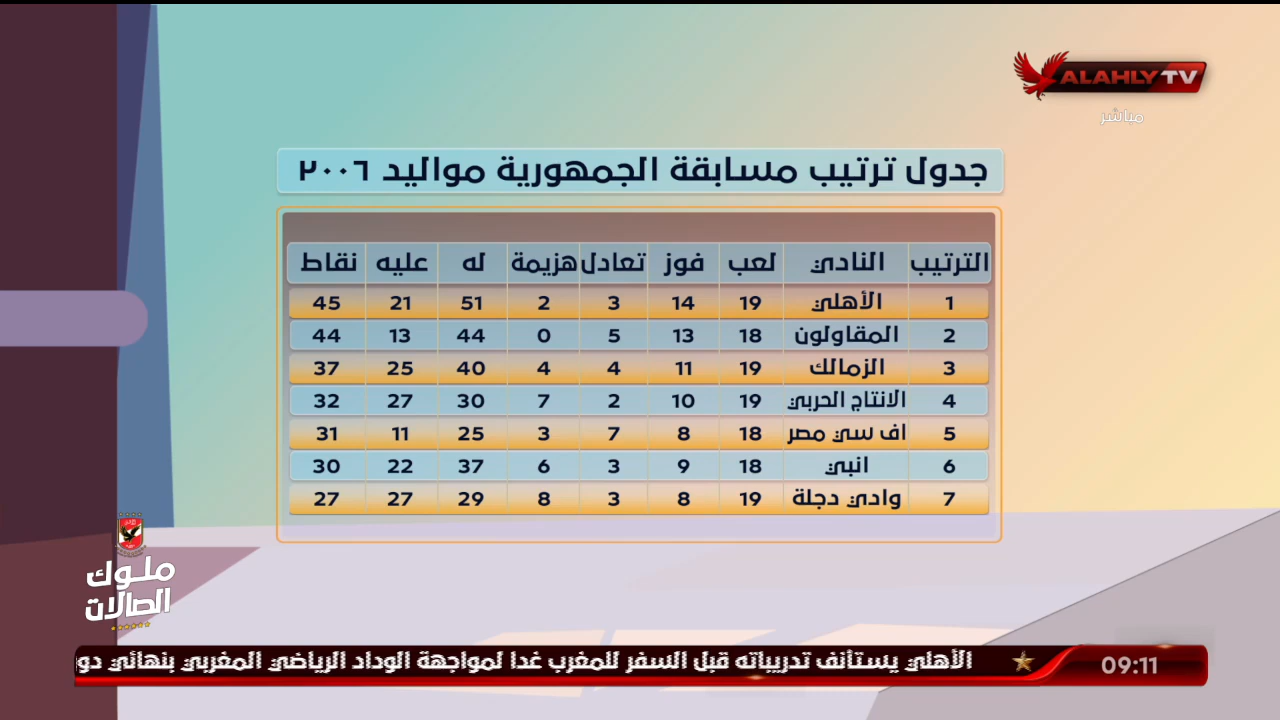 ALAHLY TV
مباشر
جدول ترتيب مسابقة الجمهورية مواليد ٢٠٠٦
الترتيب النادي لعب فوز تعادل هزيمة له عليه نقاط
1 الأهلي 19 14 3 2 51 21 45
2 المقاولون 18 13 5 0 44 13 44
3 الزمالك 19 11 4 4 40 25 37
4 الانتاج الحربي 19 10 2 7 30 27 32
5 اف سي مصر 18 8 7 3 25 11 31
6 انبي 18 9 3 6 37 22 30
7 وادي دجلة 19 8 3 8 29 27 27
ملوك
الصالات
09:11 الأهلي يستأنف تدريباته قبل السفر للمغرب غدا لمواجهة الوداد الرياضي المغربي بنهائي دو